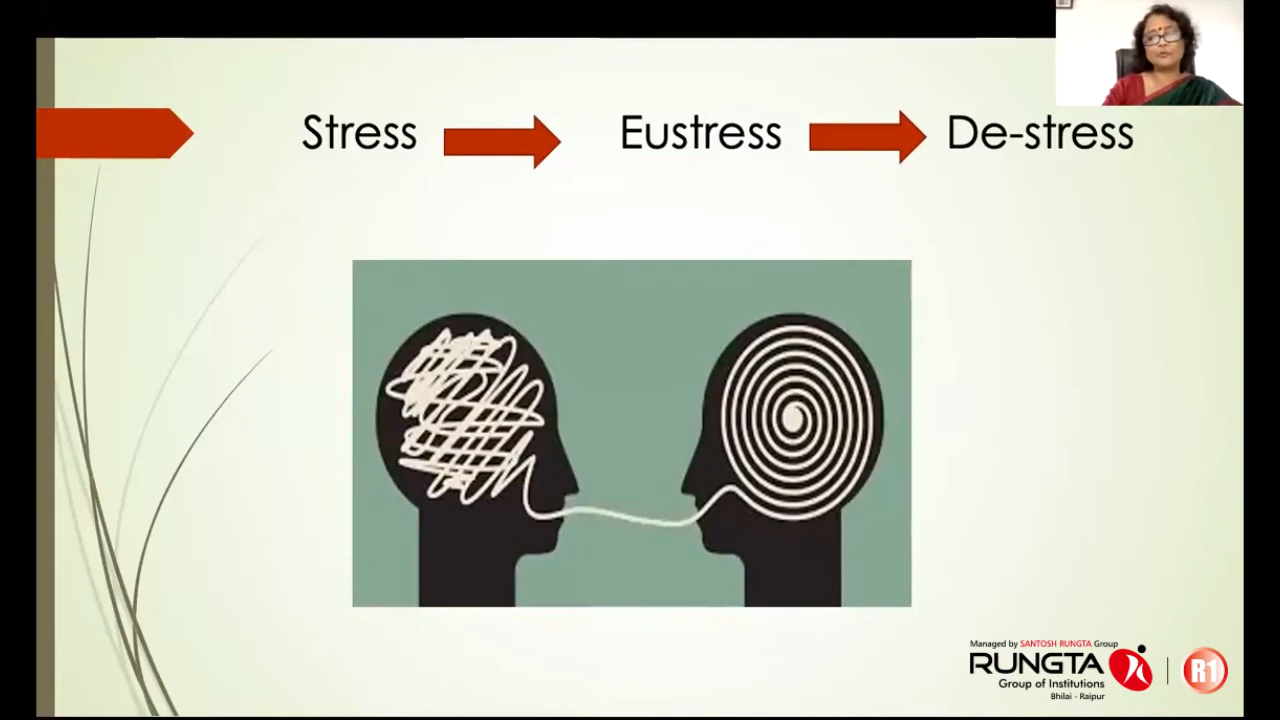 Stress Eustress De-stress
Managed by SANTOSH RUNGTA Group
RUNGTA
Group of Institutions
Bhilai - Raipur
R1